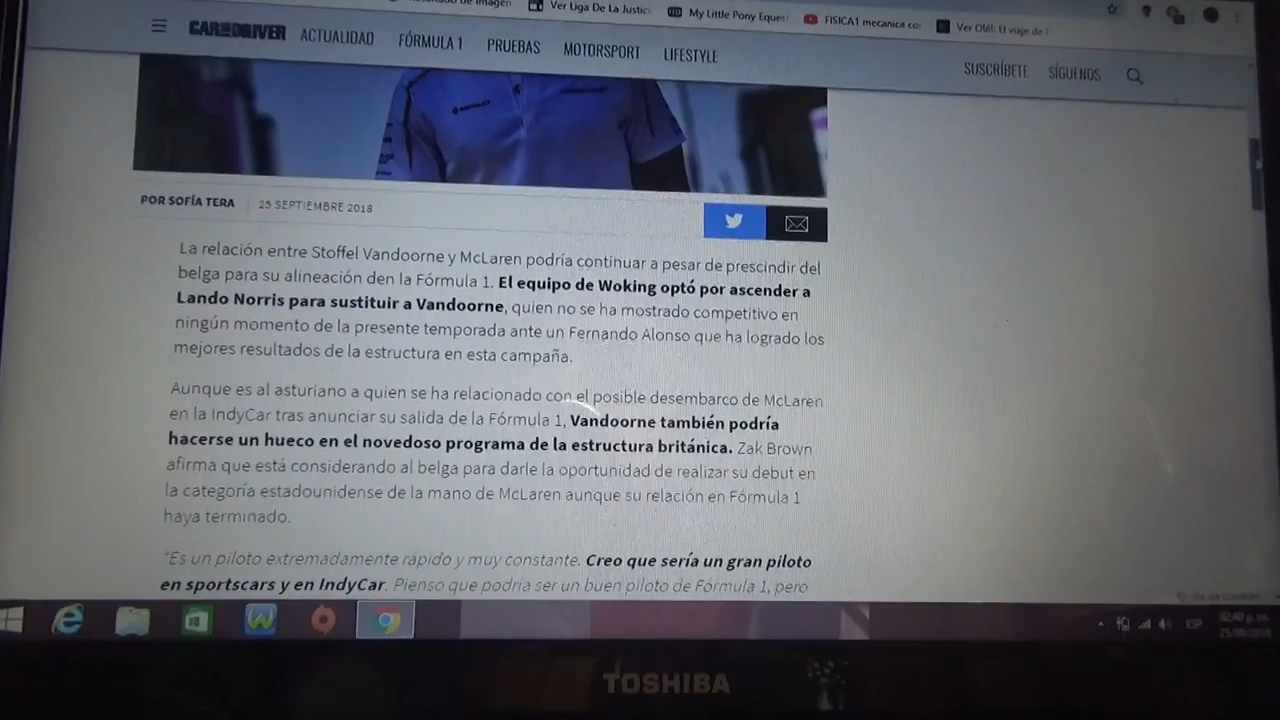 Ver Liga De La Justic
My Little Pony Eques
FISICA1 mecanica co
Ver Olé!: El viaje de F
CAR AND DRIVER ACTUALIDAD FÓRMULA 1 PRUEBAS MOTORSPORT LIFESTYLE SUSCRÍBETE SÍGUENOS
POR SOFÍA TERA 25 SEPTIEMBRE 2018
La relación entre Stoffel Vandoorne y McLaren podría continuar a pesar de prescindir del
belga para su alineación den la Fórmula 1. El equipo de Woking optó por ascender a
Lando Norris para sustituir a Vandoorne, quien no se ha mostrado competitivo en
ningún momento de la presente temporada ante un Fernando Alonso que ha logrado los
mejores resultados de la estructura en esta campaña.
Aunque es al asturiano a quien se ha relacionado con el posible desembarco de McLaren
en la IndyCar tras anunciar su salida de la Fórmula 1, Vandoorne también podría
hacerse un hueco en el novedoso programa de la estructura británica. Zak Brown
afirma que está considerando al belga para darle la oportunidad de realizar su debut en
la categoría estadounidense de la mano de McLaren aunque su relación en Fórmula 1
haya terminado.
"Es un piloto extremadamente rápido y muy constante. Creo que sería un gran piloto
en sportscars y en IndyCar. Pienso que podría ser un buen piloto de Fórmula 1, pero
ESP
TOSHIBA